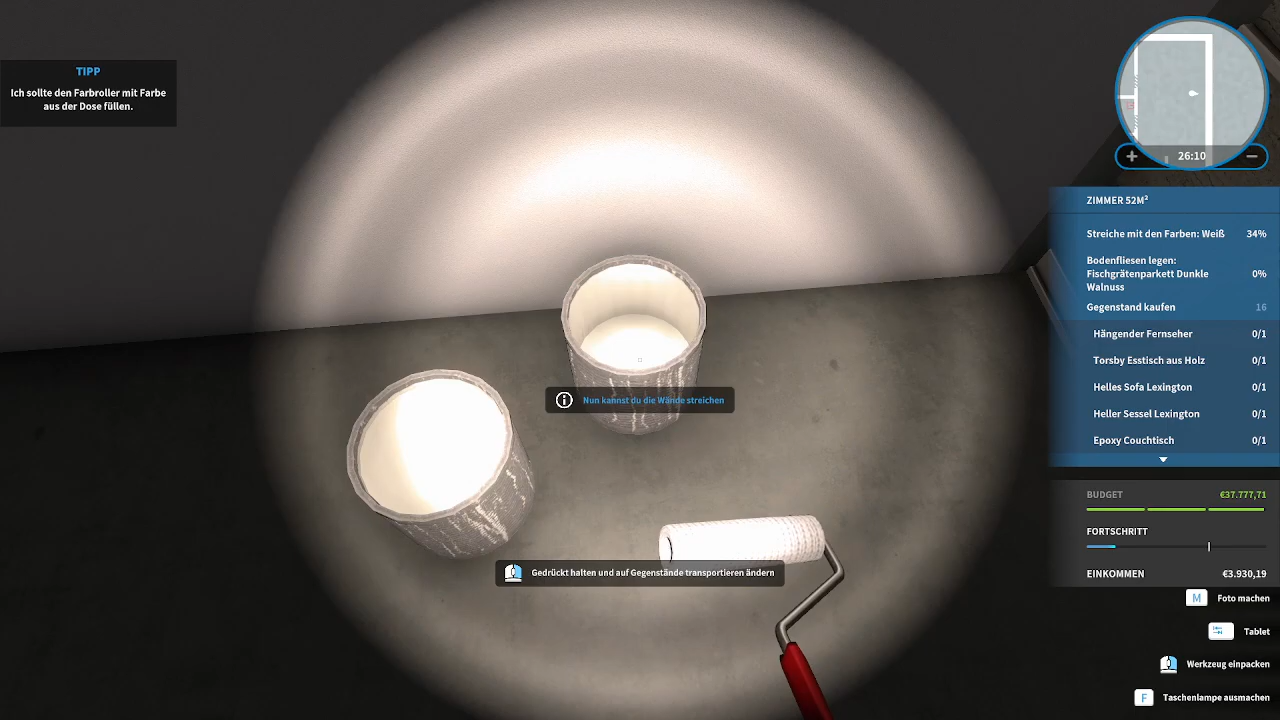 TIPP
Ich sollte den Farbroller mit Farbe
aus der Dose füllen.
26:10
ZIMMER 52M²
Streiche mit den Farben: Weiß 34%
Bodenfliesen legen:
Fischgrätenparkett Dunkle 0%
Walnuss
Gegenstand kaufen 16
Hängender Fernseher 0/1
Torsby Esstisch aus Holz 0/1
Helles Sofa Lexington 0/1
Heller Sessel Lexington 0/1
Epoxy Couchtisch 0/1
Nun kannst du die Wände streichen
BUDGET €37.777,71
FORTSCHRITT
EINKOMMEN €3.930,19
Gedrückt halten und auf Gegenstände transportieren ändern
M Foto machen
Tablet
Werkzeug einpacken
F Taschenlampe ausmachen